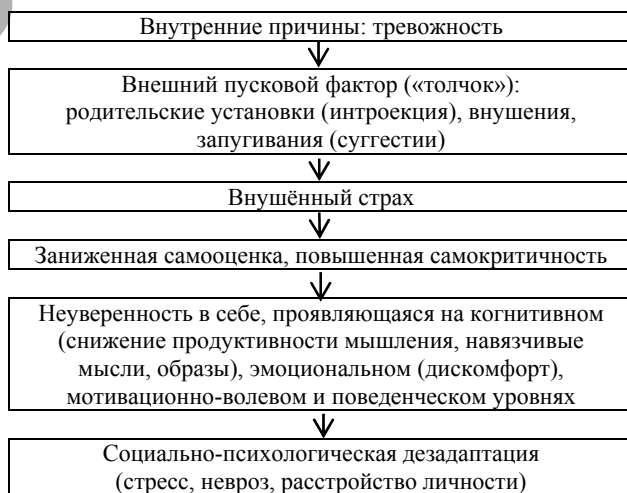 Внутренние причины: тревожность
Внешний пусковой фактор («толчок»):
родительские установки (интроекция), внушения,
запугивания (суггестии)
Внушённый страх
Заниженная самооценка, повышенная самокритичность
Неуверенность в себе, проявляющаяся на когнитивном
(снижение продуктивности мышления, навязчивые
мысли, образы), эмоциональном (дискомфорт),
мотивационно-волевом и поведенческом уровнях
Социально-психологическая дезадаптация
(стресс, невроз, расстройство личности)